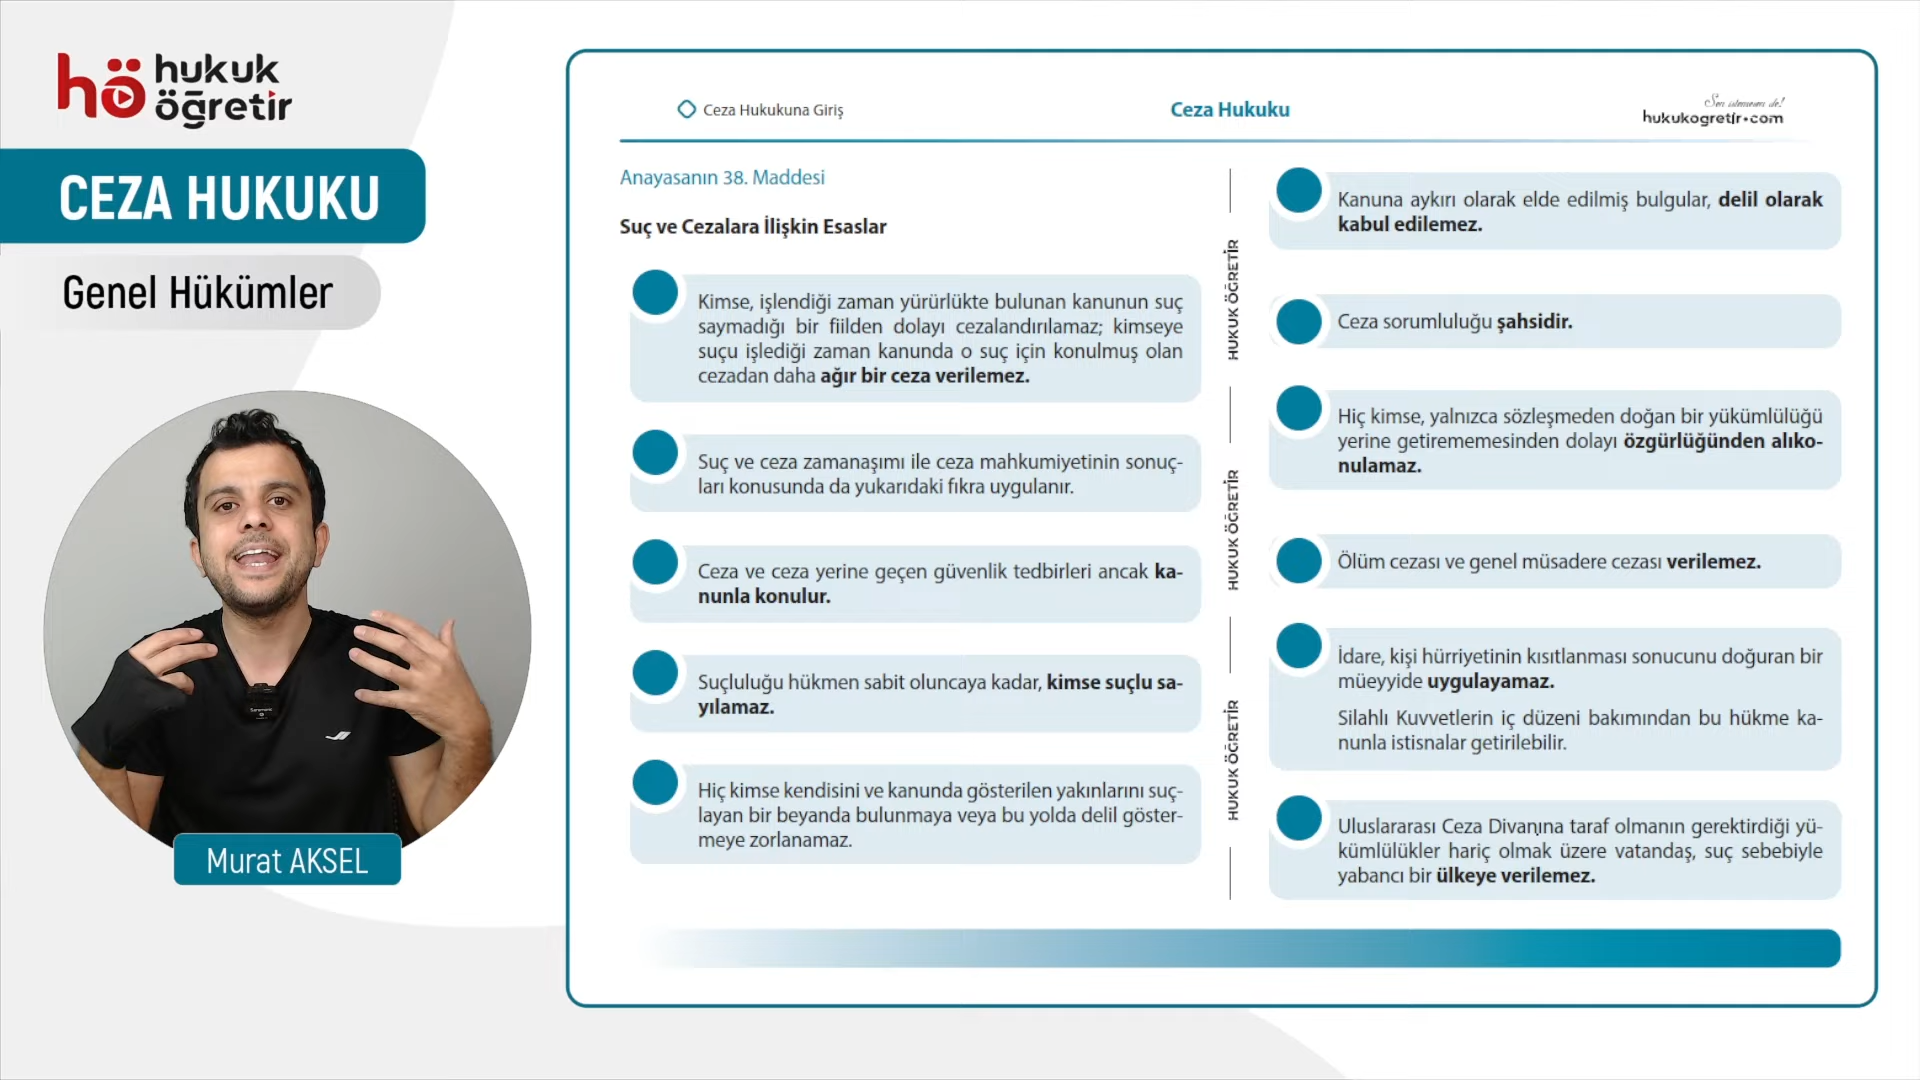 hö hukuk
öğretir
CEZA HUKUKU
Genel Hükümler
Murat AKSEL
Ceza Hukukuna Giriş
Ceza Hukuku
Sen istemesen de!
hukukogretir.com
Anayasanın 38. Maddesi
Suç ve Cezalara İlişkin Esaslar
Kimse, işlendiği zaman yürürlükte bulunan kanunun suç
saymadığı bir fiilden dolayı cezalandırılamaz; kimseye
suçu işlediği zaman kanunda o suç için konulmuş olan
cezadan daha ağır bir ceza verilemez.
Suç ve ceza zamanaşımı ile ceza mahkumiyetinin sonuç-
ları konusunda da yukarıdaki fıkra uygulanır.
Ceza ve ceza yerine geçen güvenlik tedbirleri ancak ka-
nunla konulur.
Suçluluğu hükmen sabit oluncaya kadar, kimse suçlu sa-
yılamaz.
Hiç kimse kendisini ve kanunda gösterilen yakınlarını suç-
layan bir beyanda bulunmaya veya bu yolda delil göster-
meye zorlanamaz.
HUKUK ÖĞRETİR
HUKUK ÖĞRETİR
HUKUK ÖĞRETİR
Kanuna aykırı olarak elde edilmiş bulgular, delil olarak
kabul edilemez.
Ceza sorumluluğu şahsidir.
Hiç kimse, yalnızca sözleşmeden doğan bir yükümlülüğü
yerine getirememesinden dolayı özgürlüğünden alıko-
nulamaz.
Ölüm cezası ve genel müsadere cezası verilemez.
İdare, kişi hürriyetinin kısıtlanması sonucunu doğuran bir
müeyyide uygulayamaz.
Silahlı Kuvvetlerin iç düzeni bakımından bu hükme ka-
nunla istisnalar getirilebilir.
Uluslararası Ceza Divanına taraf olmanın gerektirdiği yü-
kümlülükler hariç olmak üzere vatandaş, suç sebebiyle
yabancı bir ülkeye verilemez.